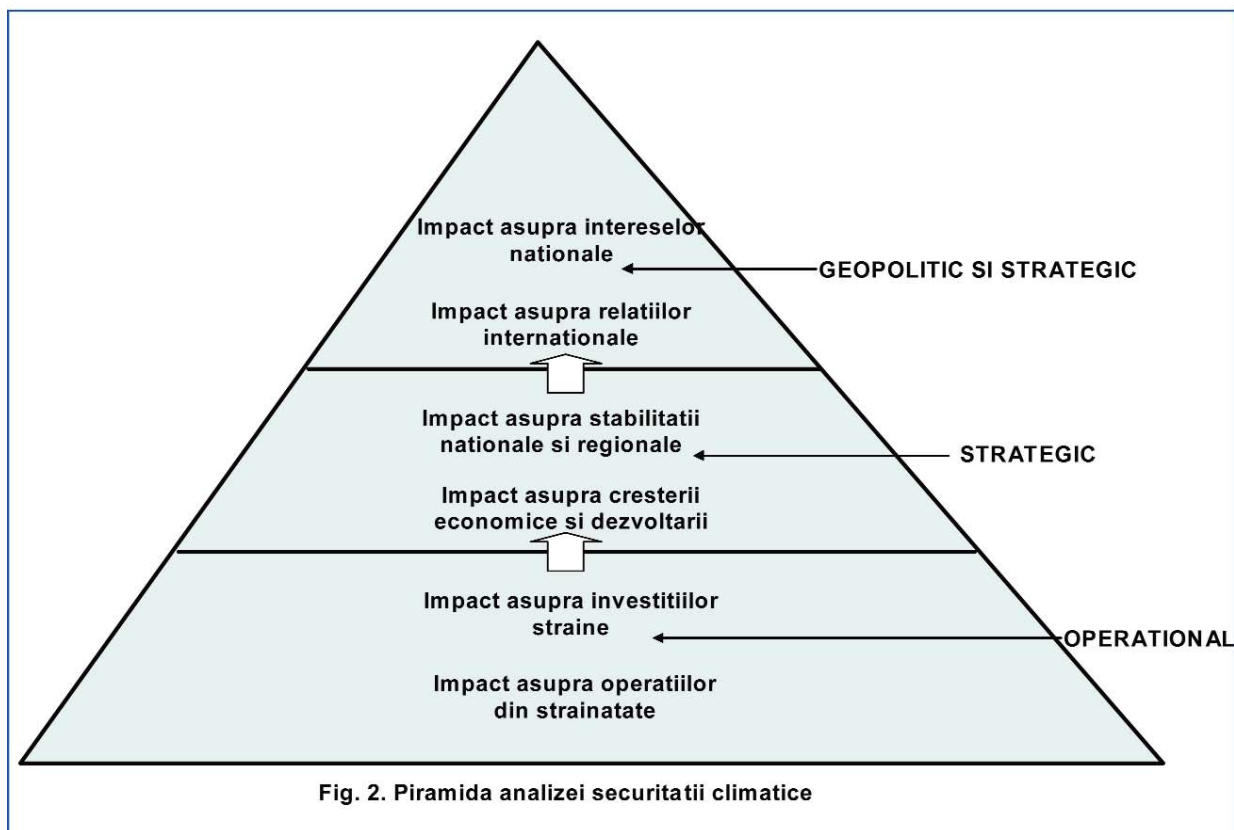 Impact asupra intereselor
nationale
GEOPOLITIC SI STRATEGIC
Impact asupra relatiilor
internationale
Impact asupra stabilitatii
nationale si regionale
STRATEGIC
Impact asupra cresterii
economice si dezvoltarii
Impact asupra investitiilor
straine
OPERATIONAL
Impact asupra operatiilor
din strainatate
Fig. 2. Piramida analizei securitatii climatice